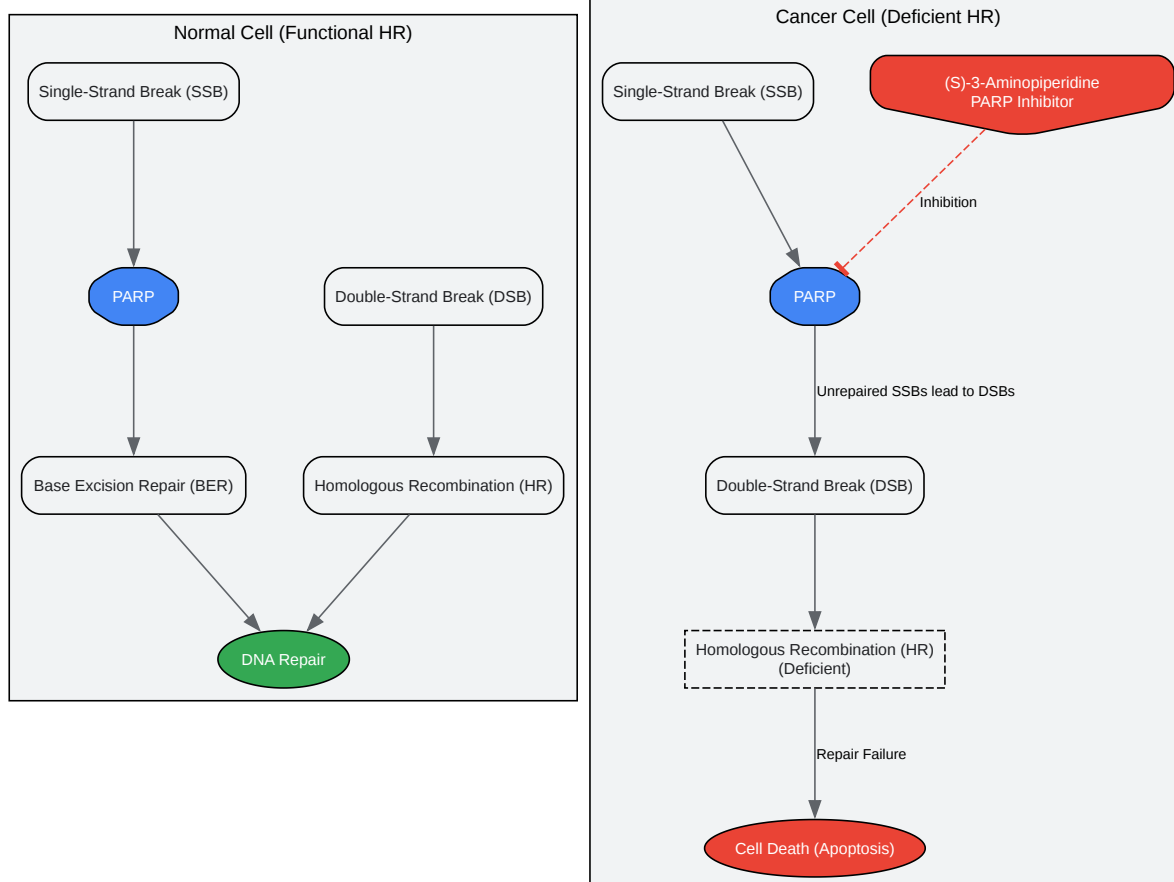 Normal Cell (Functional HR)
Single-Strand Break (SSB)
PARP
Double-Strand Break (DSB)
Base Excision Repair (BER)
Homologous Recombination (HR)
DNA Repair
Cancer Cell (Deficient HR)
Single-Strand Break (SSB)
(S)-3-Aminopiperidine
PARP Inhibitor
Inhibition
PARP
Unrepaired SSBs lead to DSBs
Double-Strand Break (DSB)
Homologous Recombination (HR)
(Deficient)
Repair Failure
Cell Death (Apoptosis)